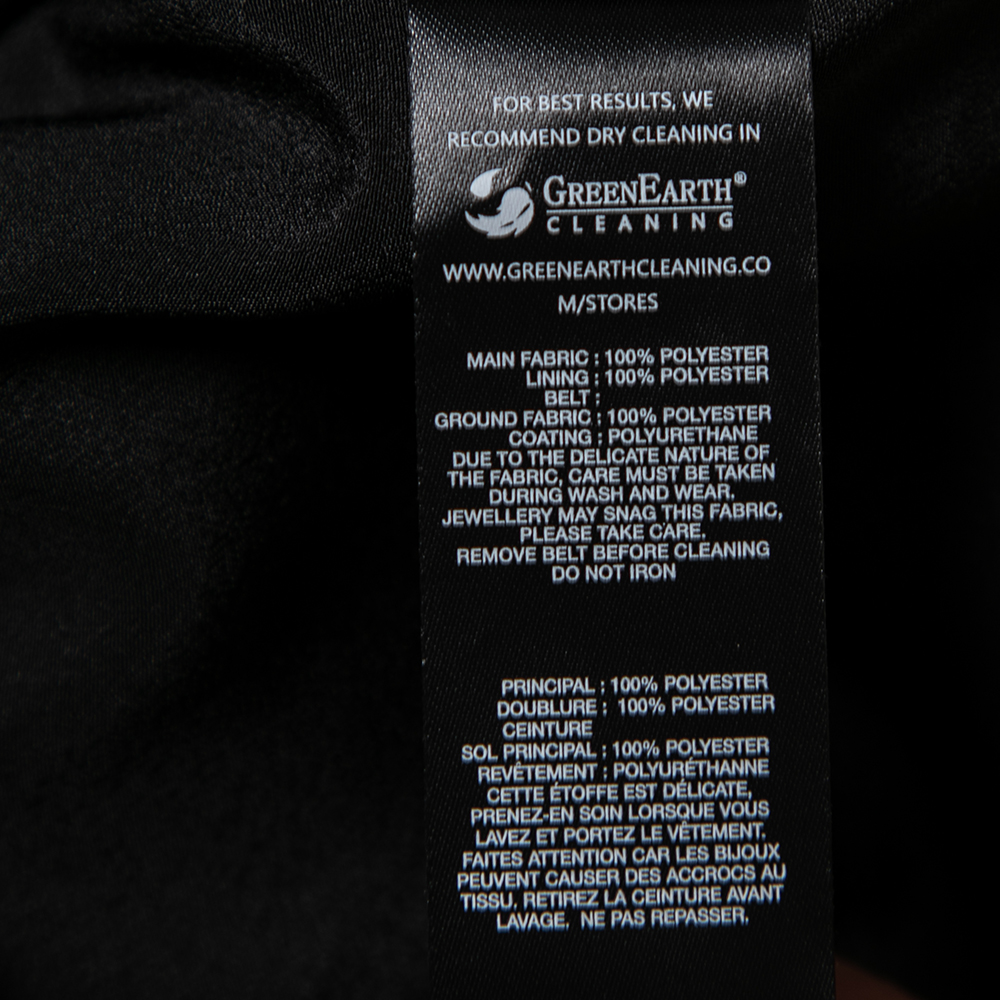 FOR BEST RESULTS, WE
RECOMMEND DRY CLEANING IN
GREENEARTH®
CLEANING
WWW.GREENEARTHCLEANING.CO
M/STORES
MAIN FABRIC : 100% POLYESTER
LINING : 100% POLYESTER
BELT :
GROUND FABRIC : 100% POLYESTER
COATING : POLYURETHANE
DUE TO THE DELICATE NATURE OF
THE FABRIC, CARE MUST BE TAKEN
DURING WASH AND WEAR.
JEWELLERY MAY SNAG THIS FABRIC,
PLEASE TAKE CARE.
REMOVE BELT BEFORE CLEANING
DO NOT IRON
PRINCIPAL : 100% POLYESTER
DOUBLURE : 100% POLYESTER
CEINTURE
SOL PRINCIPAL : 100% POLYESTER
REVÊTEMENT : POLYURÉTHANNE
CETTE ÉTOFFE EST DÉLICATE,
PRENEZ-EN SOIN LORSQUE VOUS
LAVEZ ET PORTEZ LE VÊTEMENT.
FAITES ATTENTION CAR LES BIJOUX
PEUVENT CAUSER DES ACCROCS AU
TISSU. RETIREZ LA CEINTURE AVANT
LAVAGE. NE PAS REPASSER.